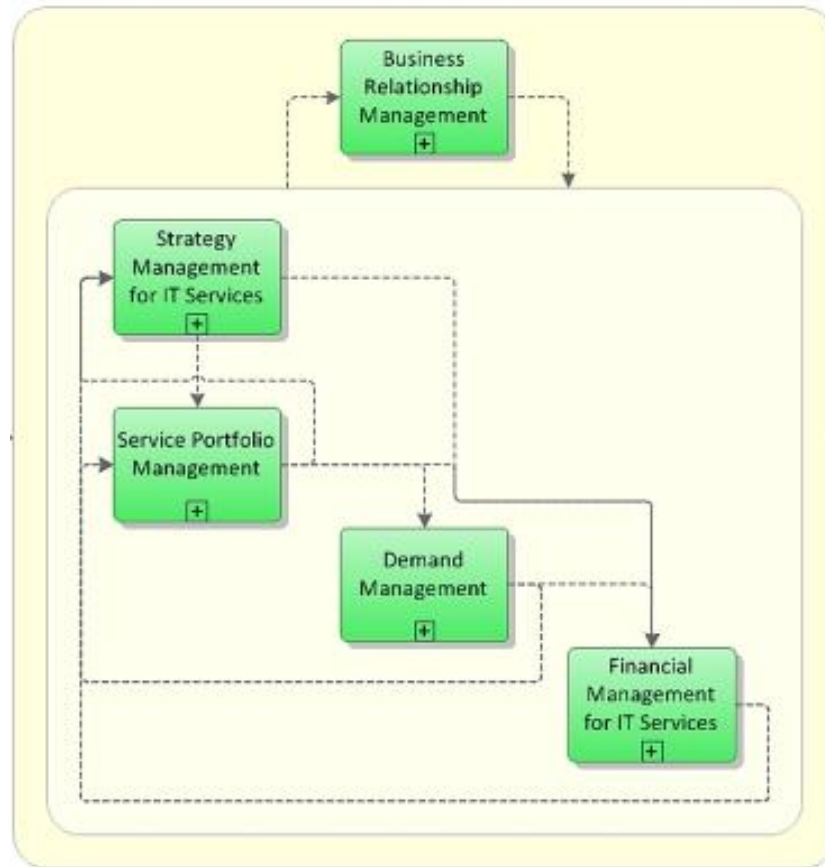 Business
Relationship
Management
Strategy
Management
for IT Services
Service Portfolio
Management
Demand
Management
Financial
Management
for IT Services